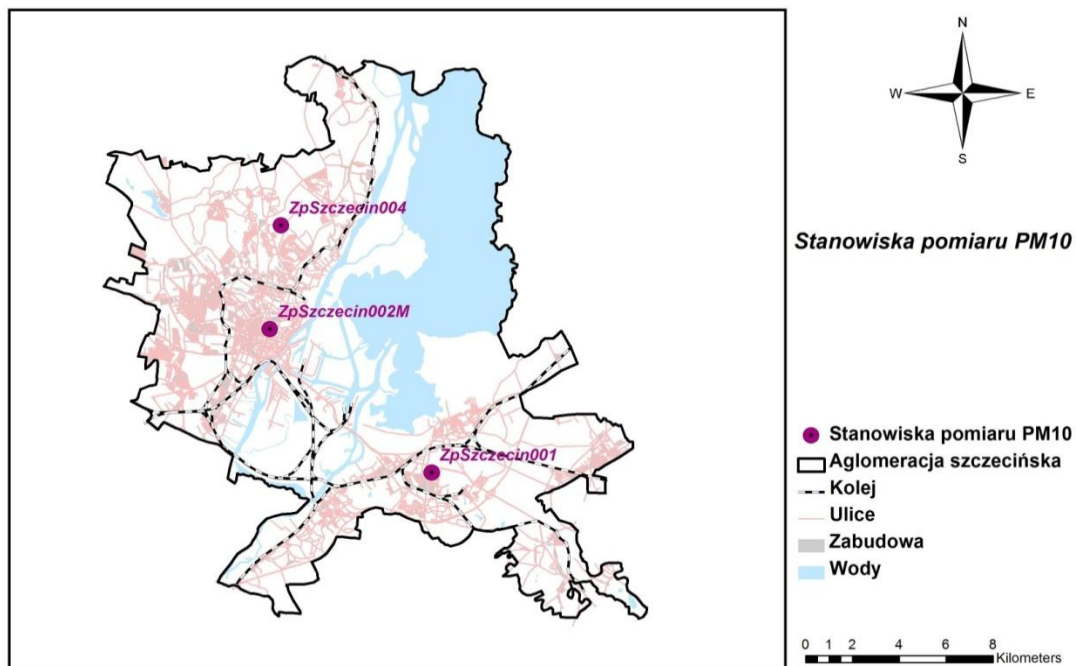 N
W E
S
ZpSzczecin004
Stanowiska pomiaru PM10
ZpSzczecin002M
ZpSzczecin001
Stanowiska pomiaru PM10
Aglomeracja szczecińska
Kolej
Ulice
Zabudowa
Wody
0 1 2 4 6 8
Kilometers